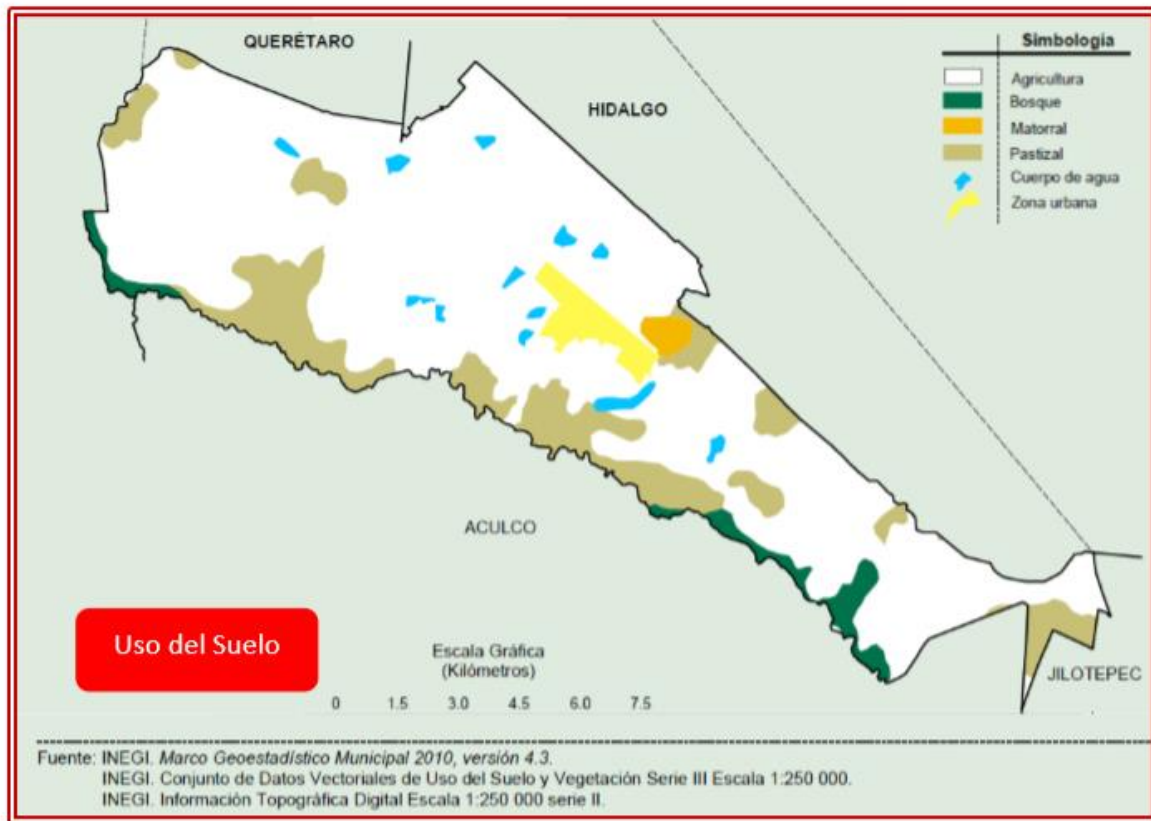 QUERÉTARO
HIDALGO
Simbología
Agricultura
Bosque
Matorral
Pastizal
Cuerpo de agua
Zona urbana
ACULCO
JILOTEPEC
Uso del Suelo
Escala Gráfica
(Kilómetros)
0 1.5 3.0 4.5 6.0 7.5
Fuente: INEGI. Marco Geoestadístico Municipal 2010, versión 4.3.
INEGI. Conjunto de Datos Vectoriales de Uso del Suelo y Vegetación Serie III Escala 1:250 000.
INEGI. Información Topográfica Digital Escala 1:250 000 serie II.